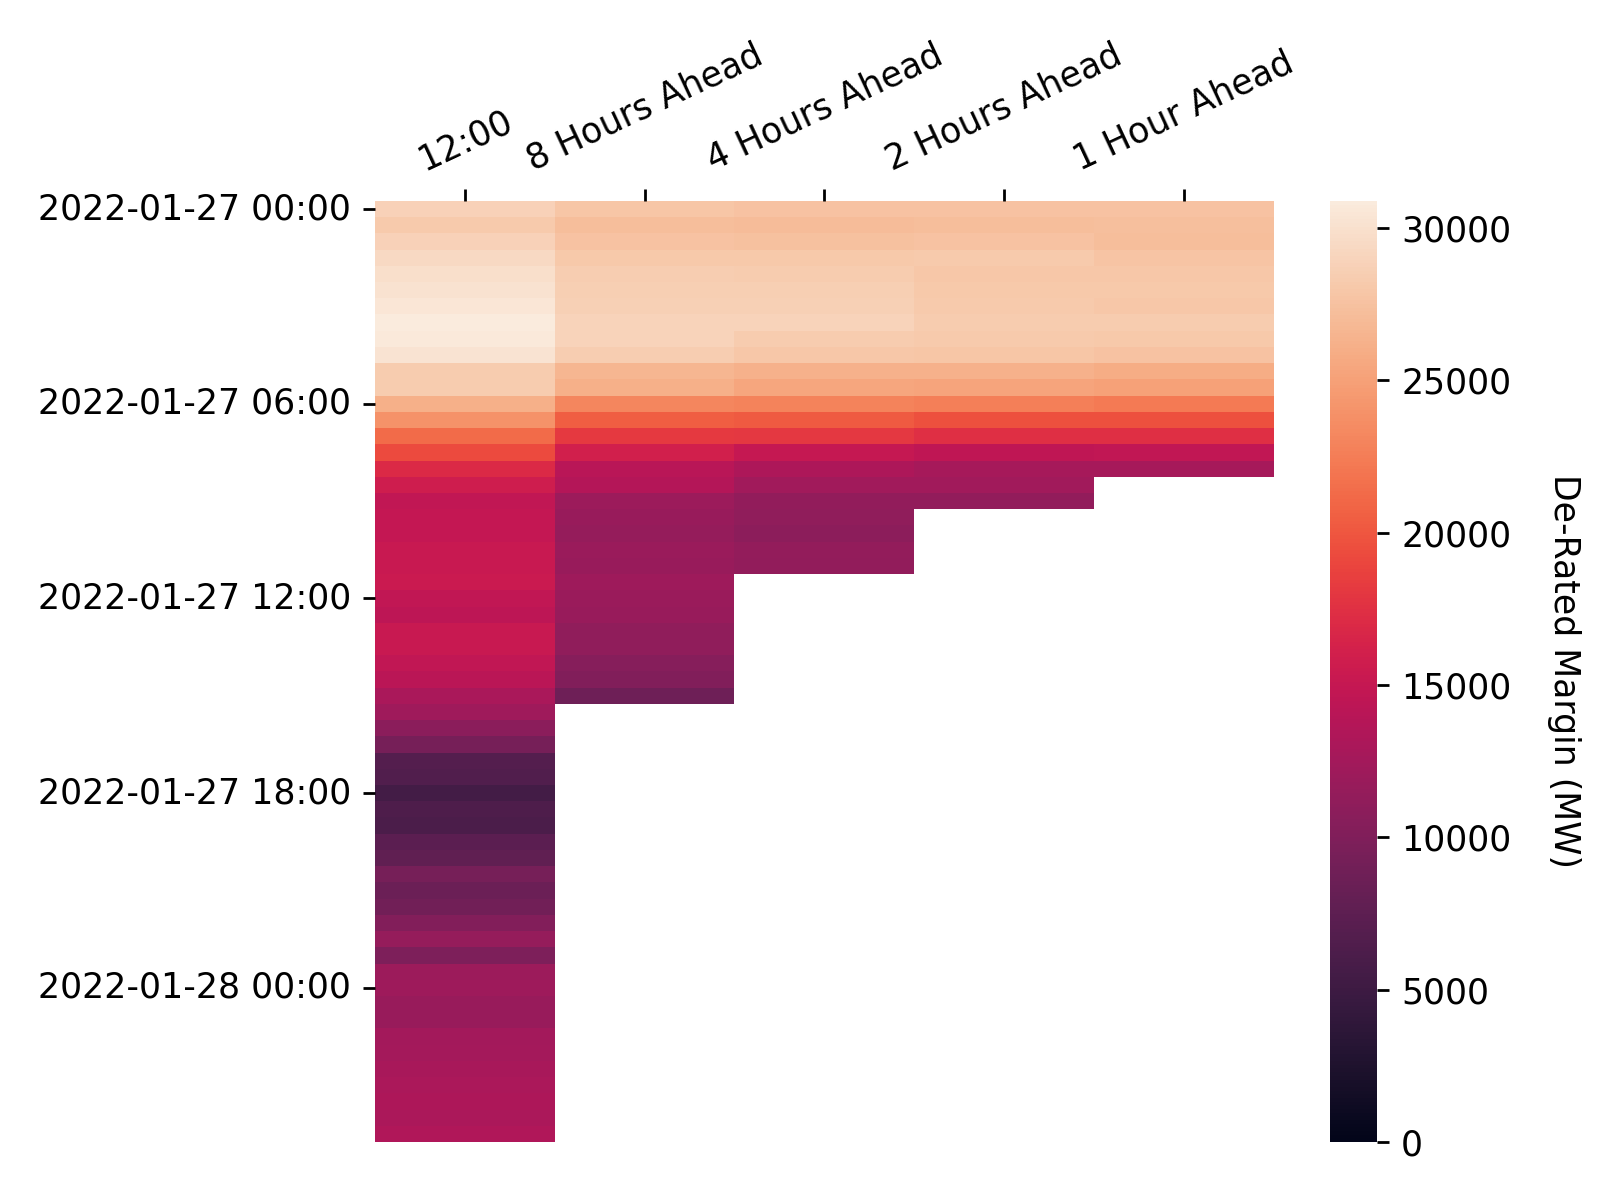 12:00
8 Hours Ahead
4 Hours Ahead
2 Hours Ahead
1 Hour Ahead
2022-01-27 00:00
2022-01-27 06:00
2022-01-27 12:00
2022-01-27 18:00
2022-01-28 00:00
30000
25000
20000
15000
10000
5000
0
De-Rated Margin (MW)